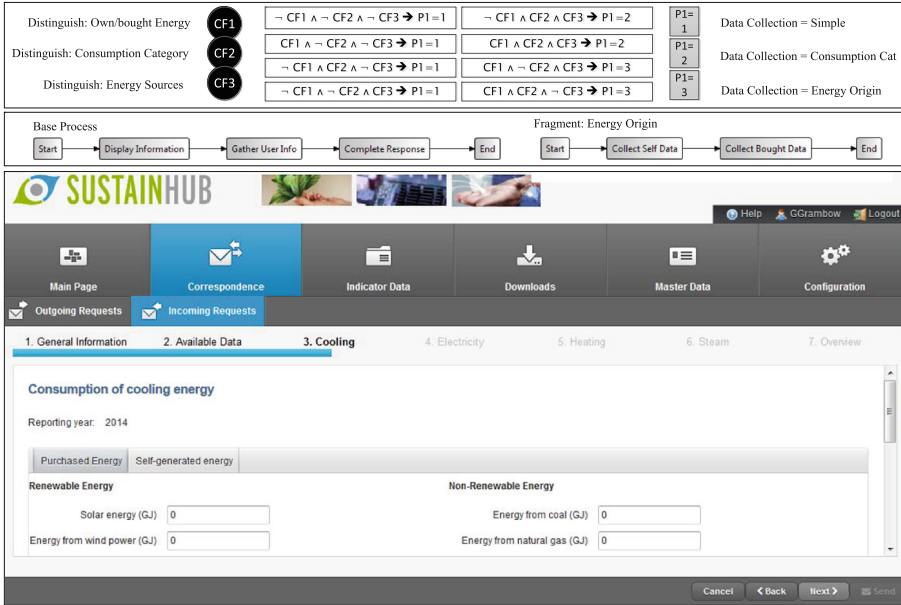 Distinguish: Own/bought Energy
CF1
¬ CF1 ∧ ¬ CF2 ∧ ¬ CF3 ➔ P1=1
¬ CF1 ∧ CF2 ∧ CF3 ➔ P1=2
P1=
1
Data Collection = Simple
Distinguish: Consumption Category
CF2
CF1 ∧ ¬ CF2 ∧ ¬ CF3 ➔ P1=1
CF1 ∧ CF2 ∧ CF3 ➔ P1=2
P1=
2
Data Collection = Consumption Cat
Distinguish: Energy Sources
CF3
¬ CF1 ∧ CF2 ∧ ¬ CF3 ➔ P1=1
CF1 ∧ ¬ CF2 ∧ CF3 ➔ P1=3
¬ CF1 ∧ ¬ CF2 ∧ CF3 ➔ P1=1
CF1 ∧ CF2 ∧ ¬ CF3 ➔ P1=3
P1=
3
Data Collection = Energy Origin
Base Process
Start
Display Information
Gather User Info
Complete Response
End
Fragment: Energy Origin
Start
Collect Self Data
Collect Bought Data
End
SUSTAINHUB
Help
GGrambow
Logout
Main Page
Correspondence
Indicator Data
Downloads
Master Data
Configuration
Outgoing Requests
Incoming Requests
1. General Information
2. Available Data
3. Cooling
4. Electricity
5. Heating
6. Steam
7. Overview
Consumption of cooling energy
Reporting year: 2014
Purchased Energy
Self-generated energy
Renewable Energy
Non-Renewable Energy
Solar energy (GJ) 0
Energy from coal (GJ) 0
Energy from wind power (GJ) 0
Energy from natural gas (GJ) 0
Cancel
Back
Next
Send